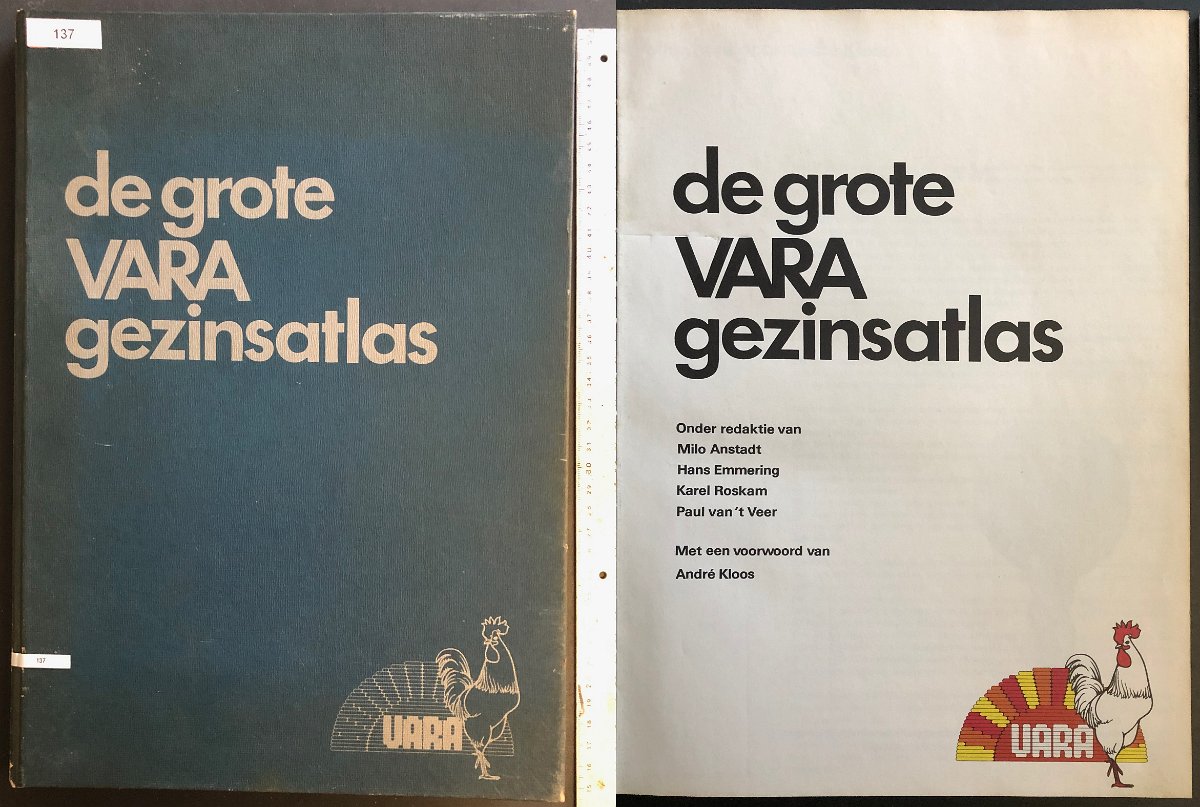 137
de grote
VARA
gezinsatlas
137
VARA
de grote
VARA
gezinsatlas
Onder redaktie van
Milo Anstadt
Hans Emmering
Karel Roskam
Paul van 't Veer
Met een voorwoord van
André Kloos
VARA